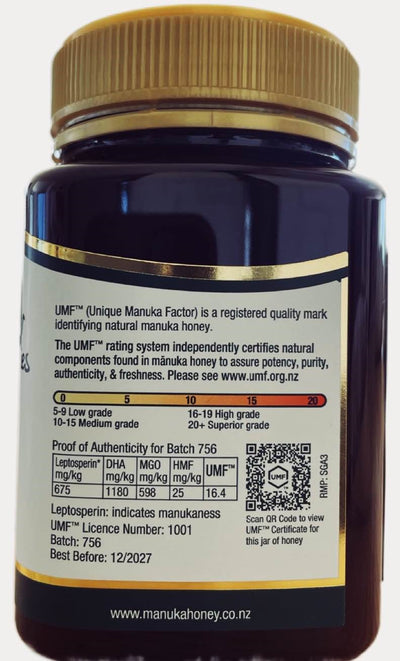 UMF™ (Unique Manuka Factor) is a registered quality mark
identifying natural manuka honey.
The UMF™ rating system independently certifies natural
components found in mānuka honey to assure potency, purity,
authenticity, & freshness. Please see www.umf.org.nz
0 5 10 15 20
5-9 Low grade 16-19 High grade
10-15 Medium grade 20+ Superior grade
Proof of Authenticity for Batch 756
Leptosperin* mg/kg DHA mg/kg MGO mg/kg HMF mg/kg UMF™
675 1180 598 25 16.4
Leptosperin: indicates manukaness
UMF™ Licence Number: 1001
Batch: 756
Best Before: 12/2027
UMF
RMP: SGA3
Scan QR Code to view
UMF™ Certificate for
this jar of honey
www.manukahoney.co.nz